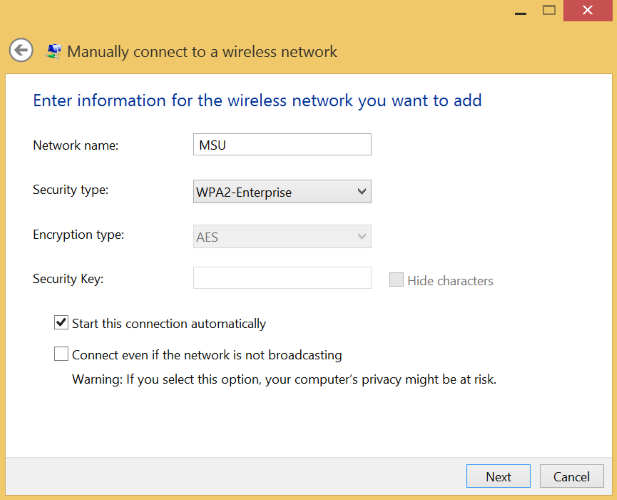 Manually connect to a wireless network
Enter information for the wireless network you want to add
Network name: MSU
Security type: WPA2-Enterprise
Encryption type: AES
Security Key: Hide characters
Start this connection automatically
Connect even if the network is not broadcasting
Warning: If you select this option, your computer's privacy might be at risk.
Next Cancel